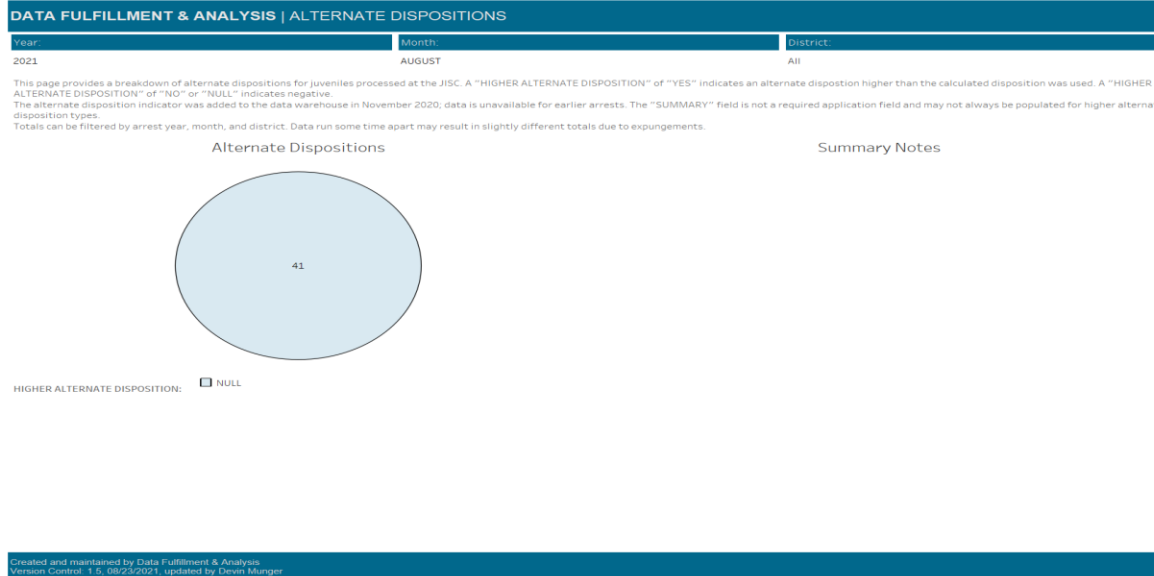 DATA FULFILLMENT & ANALYSIS | ALTERNATE DISPOSITIONS
Year: Month: District:
2021 AUGUST All
This page provides a breakdown of alternate dispositions for juveniles processed at the JISC. A "HIGHER ALTERNATE DISPOSITION" of "YES" indicates an alternate dispostion higher than the calculated disposition was used. A "HIGHER
ALTERNATE DISPOSITION" of "NO" or "NULL" indicates negative.
The alternate disposition indicator was added to the data warehouse in November 2020; data is unavailable for earlier arrests. The "SUMMARY" field is not a required application field and may not always be populated for higher alterna
disposition types.
Totals can be filtered by arrest year, month, and district. Data run some time apart may result in slightly different totals due to expungements.
Alternate Dispositions Summary Notes
41
HIGHER ALTERNATE DISPOSITION: NULL
Created and maintained by Data Fulfillment & Analysis
Version Control: 1.5, 08/23/2021, updated by Devin Munger